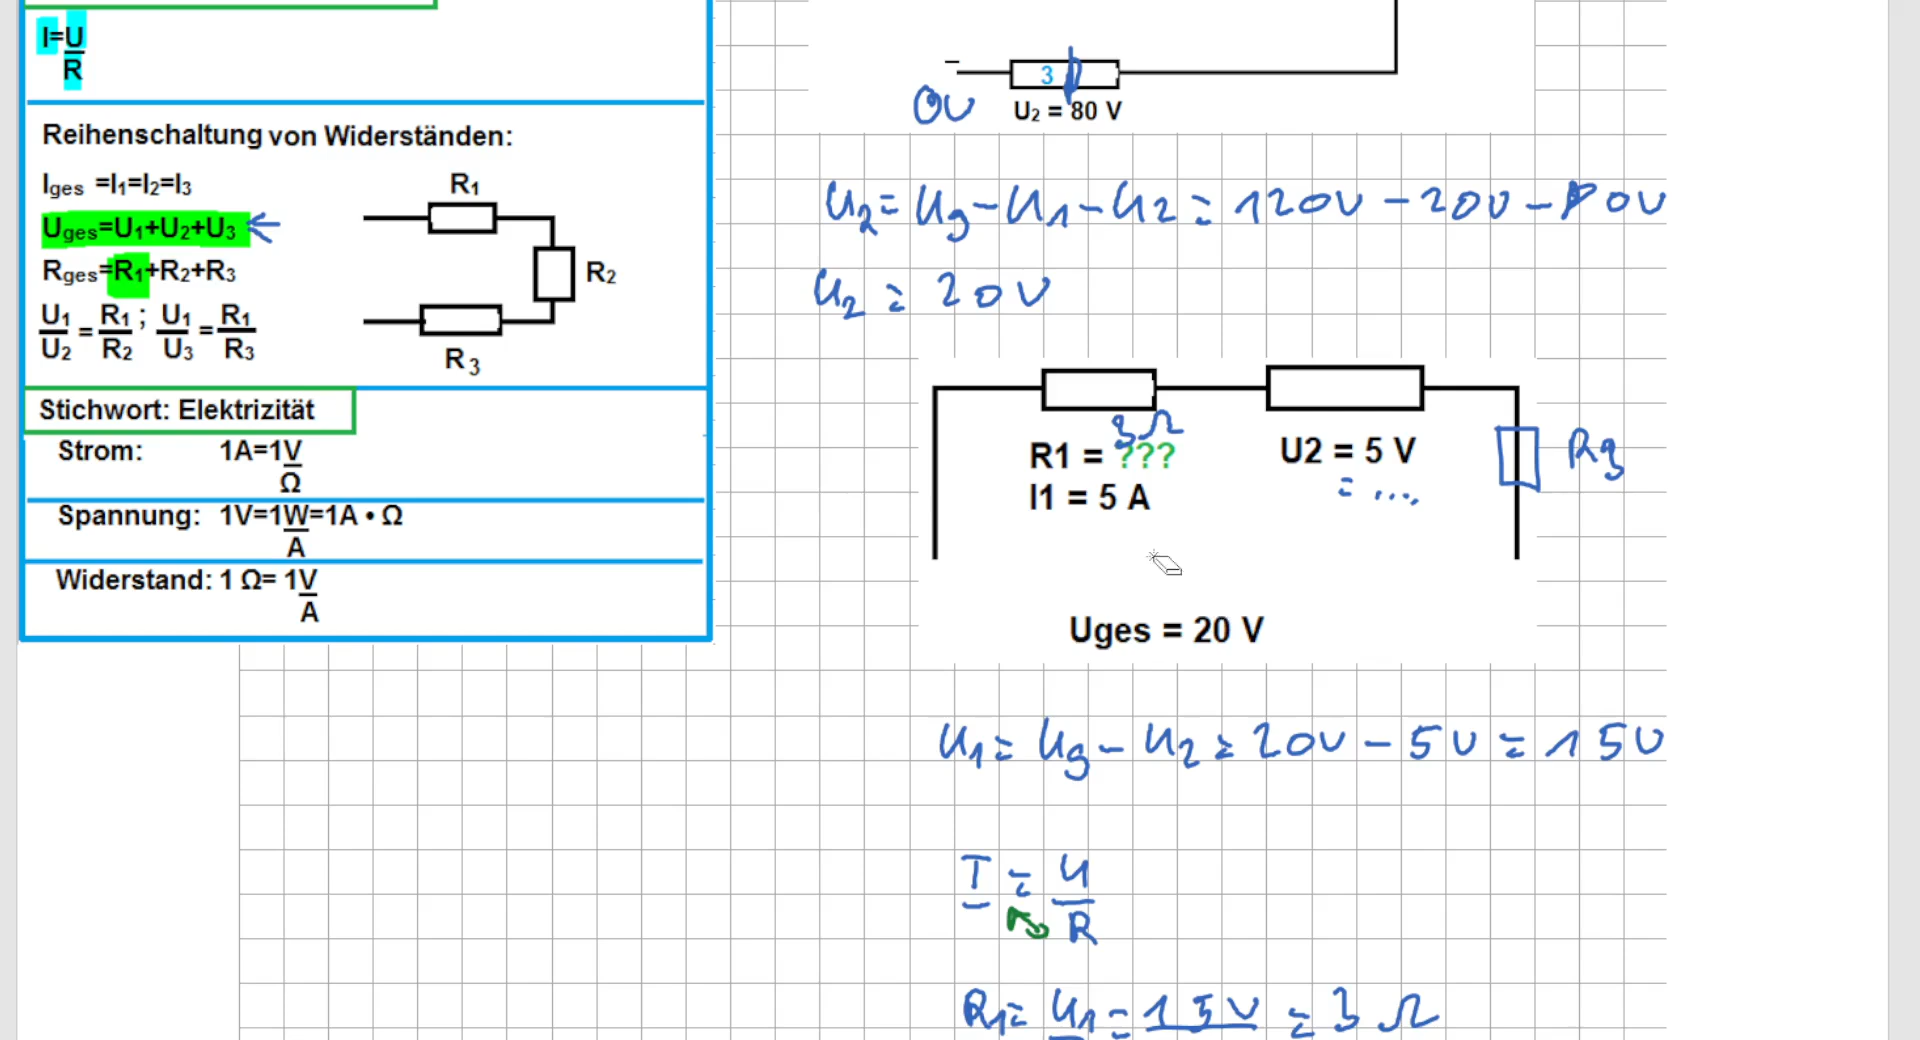 I=U
R
Reihenschaltung von Widerständen:
Iges =I1=I2=I3
Uges=U1+U2+U3
Rges=R1+R2+R3
U1 = R1 ; U1 = R1
U2 R2 U3 R3
R1
R2
R3
Stichwort: Elektrizität
Strom: 1A=1V
Ω
Spannung: 1V=1W=1A • Ω
A
Widerstand: 1 Ω= 1V
A
–
3
0V
U2 = 80 V
U2 = Ug - U1 - U2 = 120V - 20V - 80V
U2 = 20V
3Ω
R1 = ???
I1 = 5 A
U2 = 5 V
= ....
Rg
Uges = 20 V
U1 = Ug - U2 = 20V - 5V = 15V
I = U
R
R1 = U1 = 15V = 3 Ω